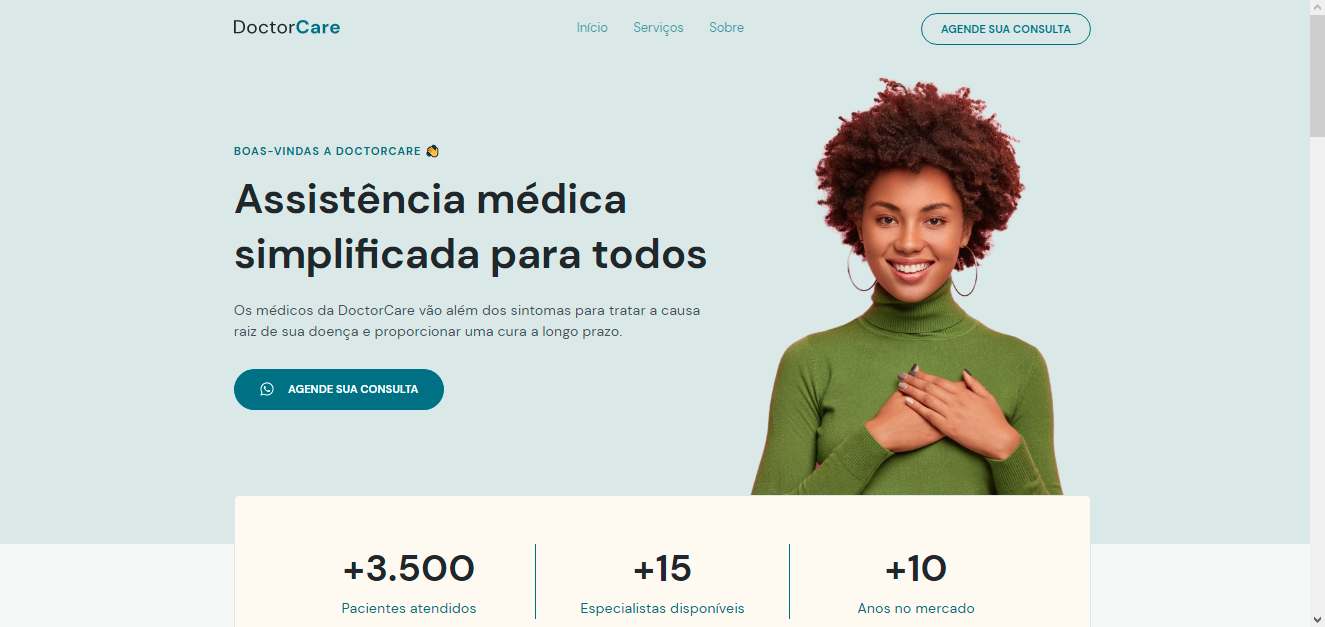 DoctorCare
Início
Serviços
Sobre
AGENDE SUA CONSULTA
BOAS-VINDAS A DOCTORCARE 👏
Assistência médica
simplificada para todos
Os médicos da DoctorCare vão além dos sintomas para tratar a causa
raiz de sua doença e proporcionar uma cura a longo prazo.
AGENDE SUA CONSULTA
+3.500
Pacientes atendidos
+15
Especialistas disponíveis
+10
Anos no mercado